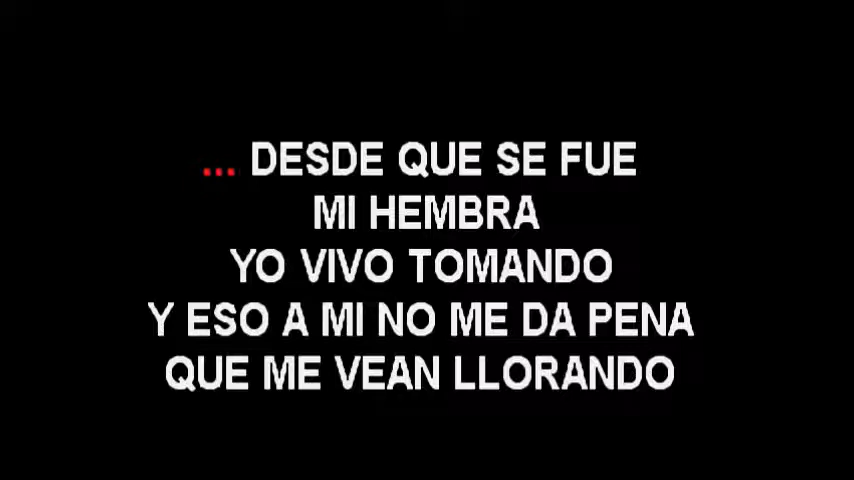 ... DESDE QUE SE FUE
MI HEMBRA
YO VIVO TOMANDO
Y ESO A MI NO ME DA PENA
QUE ME VEAN LLORANDO